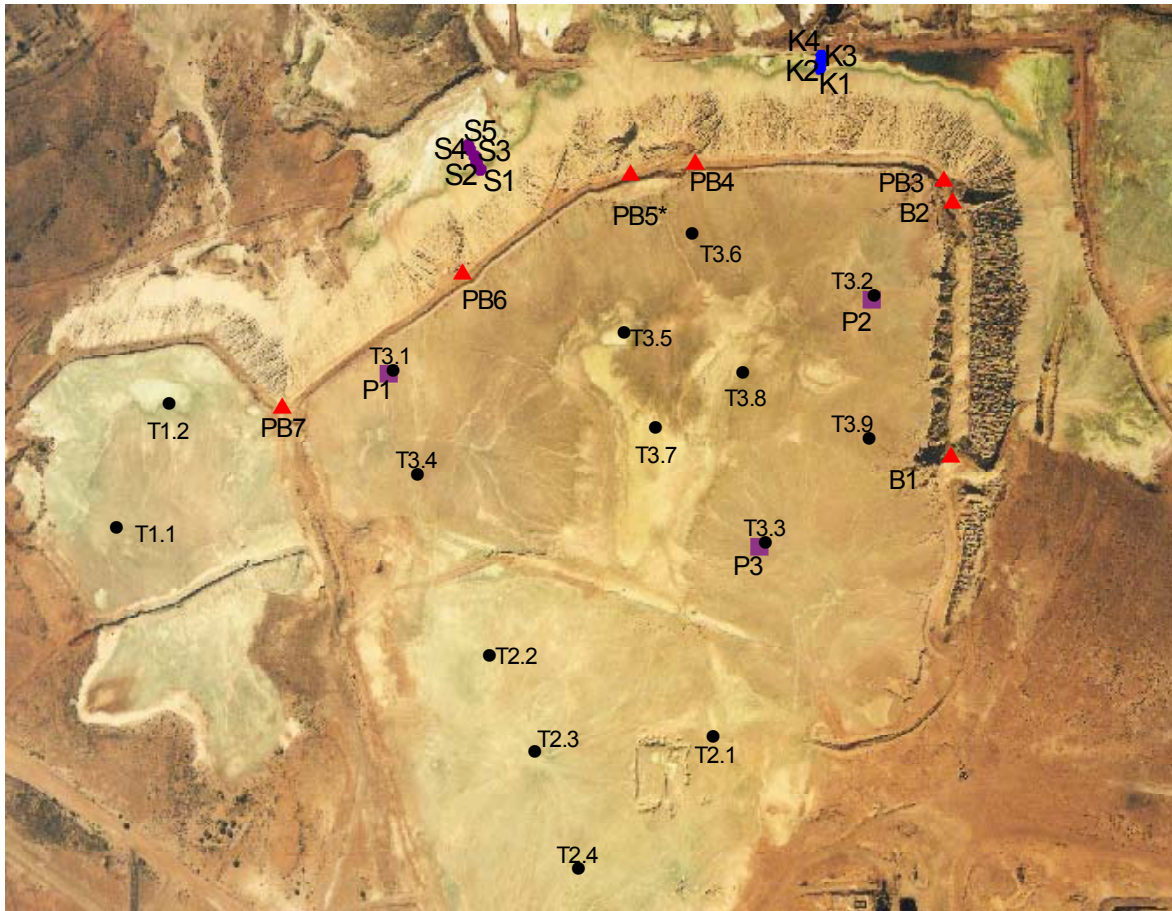 K4
K3
K2
K1
S5
S4
S3
S2
S1
PB4
PB3
B2
PB5*
T3.6
PB6
T3.2
P2
T3.5
T3.1
P1
T3.8
T1.2
PB7
T3.9
T3.7
T3.4
B1
T1.1
T3.3
P3
T2.2
T2.3
T2.1
T2.4